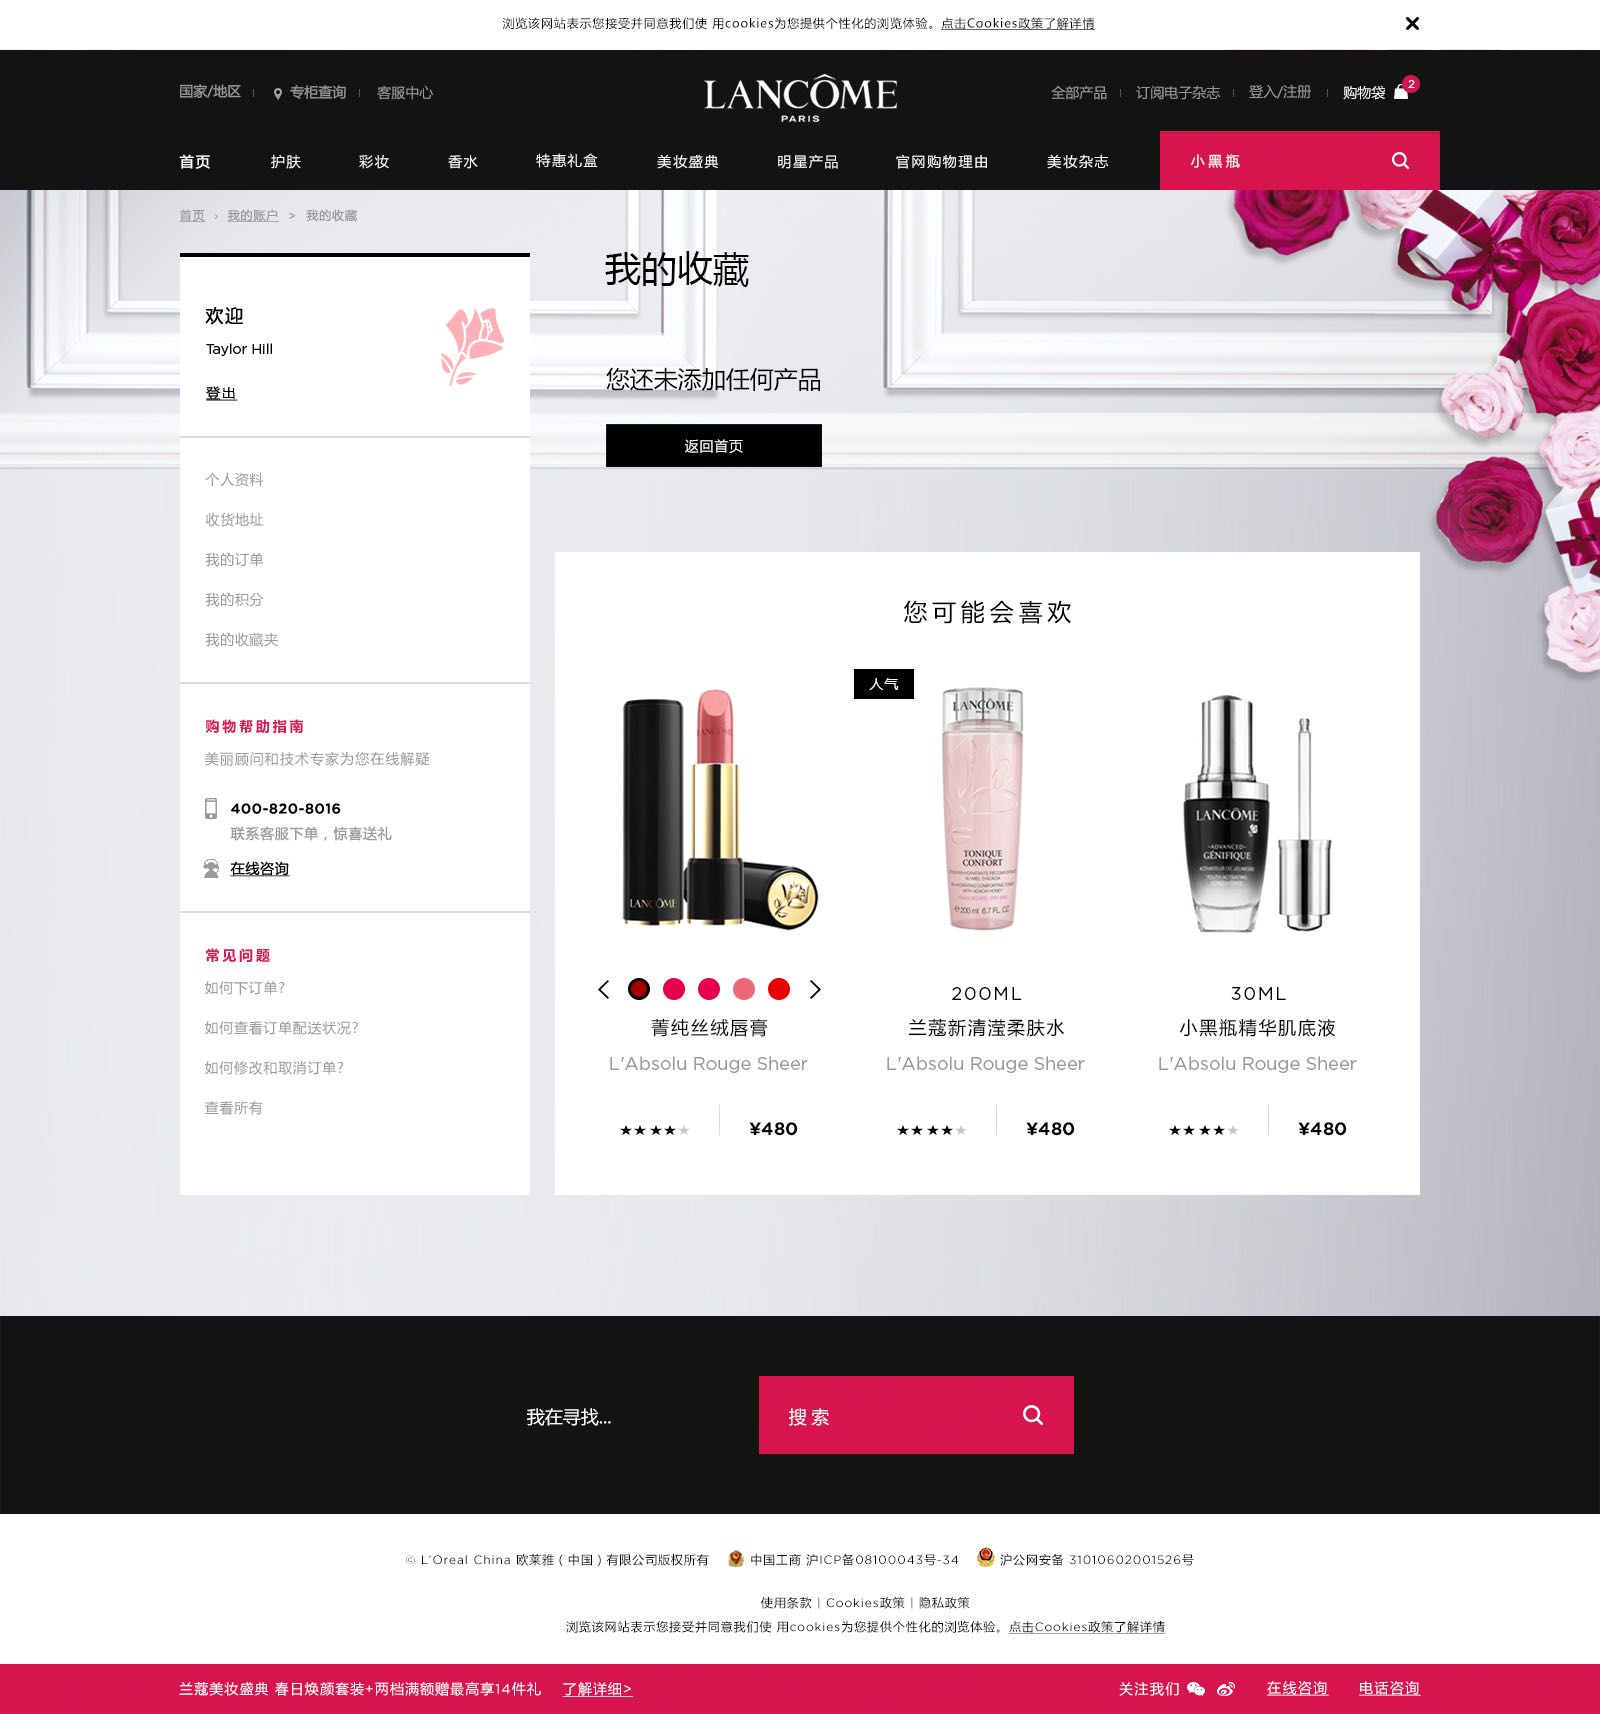 浏览该网站表示您接受并同意我们使 用cookies为您提供个性化的浏览体验。点击Cookies政策了解详情
国家/地区 专柜查询 客服中心
LANCÔME
PARIS
全部产品 订阅电子杂志 登入/注册 购物袋 2
首页 护肤 彩妆 香水 特惠礼盒 美妆盛典 明星产品 官网购物理由 美妆杂志 小黑瓶
首页 › 我的账户 > 我的收藏
我的收藏
欢迎
Taylor Hill
登出
您还未添加任何产品
返回首页
个人资料
收货地址
我的订单
我的积分
我的收藏夹
购物帮助指南
美丽顾问和技术专家为您在线解疑
400-820-8016
联系客服下单，惊喜送礼
在线咨询
常见问题
如何下订单?
如何查看订单配送状况?
如何修改和取消订单?
查看所有
您可能会喜欢
LANCÔME
LANCÔME
人气
LANCÔME
PARIS
TONIQUE
CONFORT
200 ml 6.7 FL. OZ.
LANCÔME
ADVANCED
GÉNIFIQUE
ACTIVATEUR DE JEUNESSE
YOUTH ACTIVATING
CONCENTRATE
菁纯丝绒唇膏
L'Absolu Rouge Sheer
★★★★★ ¥480
200ML
兰蔻新清滢柔肤水
L'Absolu Rouge Sheer
★★★★★ ¥480
30ML
小黑瓶精华肌底液
L'Absolu Rouge Sheer
★★★★★ ¥480
我在寻找... 搜索
© L'Oreal China 欧莱雅 ( 中国 ) 有限公司版权所有 中国工商 沪ICP备08100043号-34 沪公网安备 31010602001526号
使用条款 | Cookies政策 | 隐私政策
浏览该网站表示您接受并同意我们使 用cookies为您提供个性化的浏览体验。点击Cookies政策了解详情
兰蔻美妆盛典 春日焕颜套装+两档满额赠最高享14件礼 了解详细> 关注我们 在线咨询 电话咨询